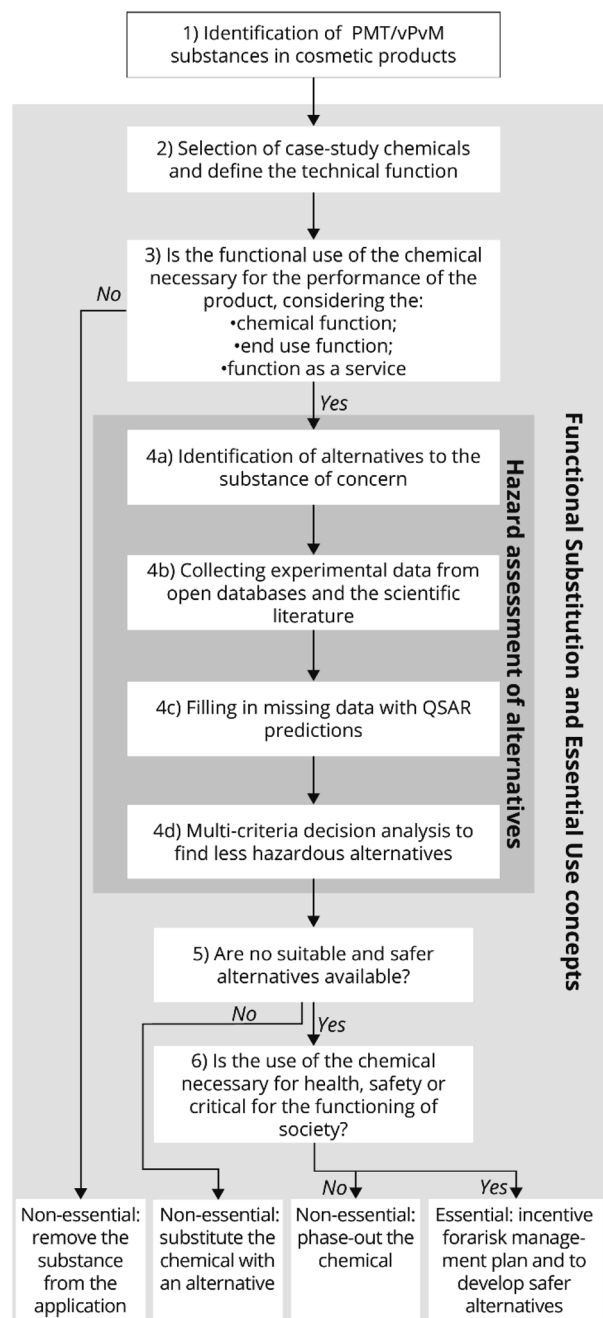 1) Identification of PMT/vPvM
substances in cosmetic products
2) Selection of case-study chemicals
and define the technical function
3) Is the functional use of the chemical
necessary for the performance of the
product, considering the:
•chemical function;
•end use function;
•function as a service
No
Yes
4a) Identification of alternatives to the
substance of concern
4b) Collecting experimental data from
open databases and the scientific
literature
4c) Filling in missing data with QSAR
predictions
4d) Multi-criteria decision analysis to
find less hazardous alternatives
Hazard assessment of alternatives
Functional Substitution and Essential Use concepts
5) Are no suitable and safer
alternatives available?
No
Yes
6) Is the use of the chemical
necessary for health, safety or
critical for the functioning of
society?
No
Yes
Non-essential:
remove the
substance
from the
application
Non-essential:
substitute the
chemical with
an alternative
Non-essential:
phase-out the
chemical
Essential: incentive
forarisk manage-
ment plan and to
develop safer
alternatives